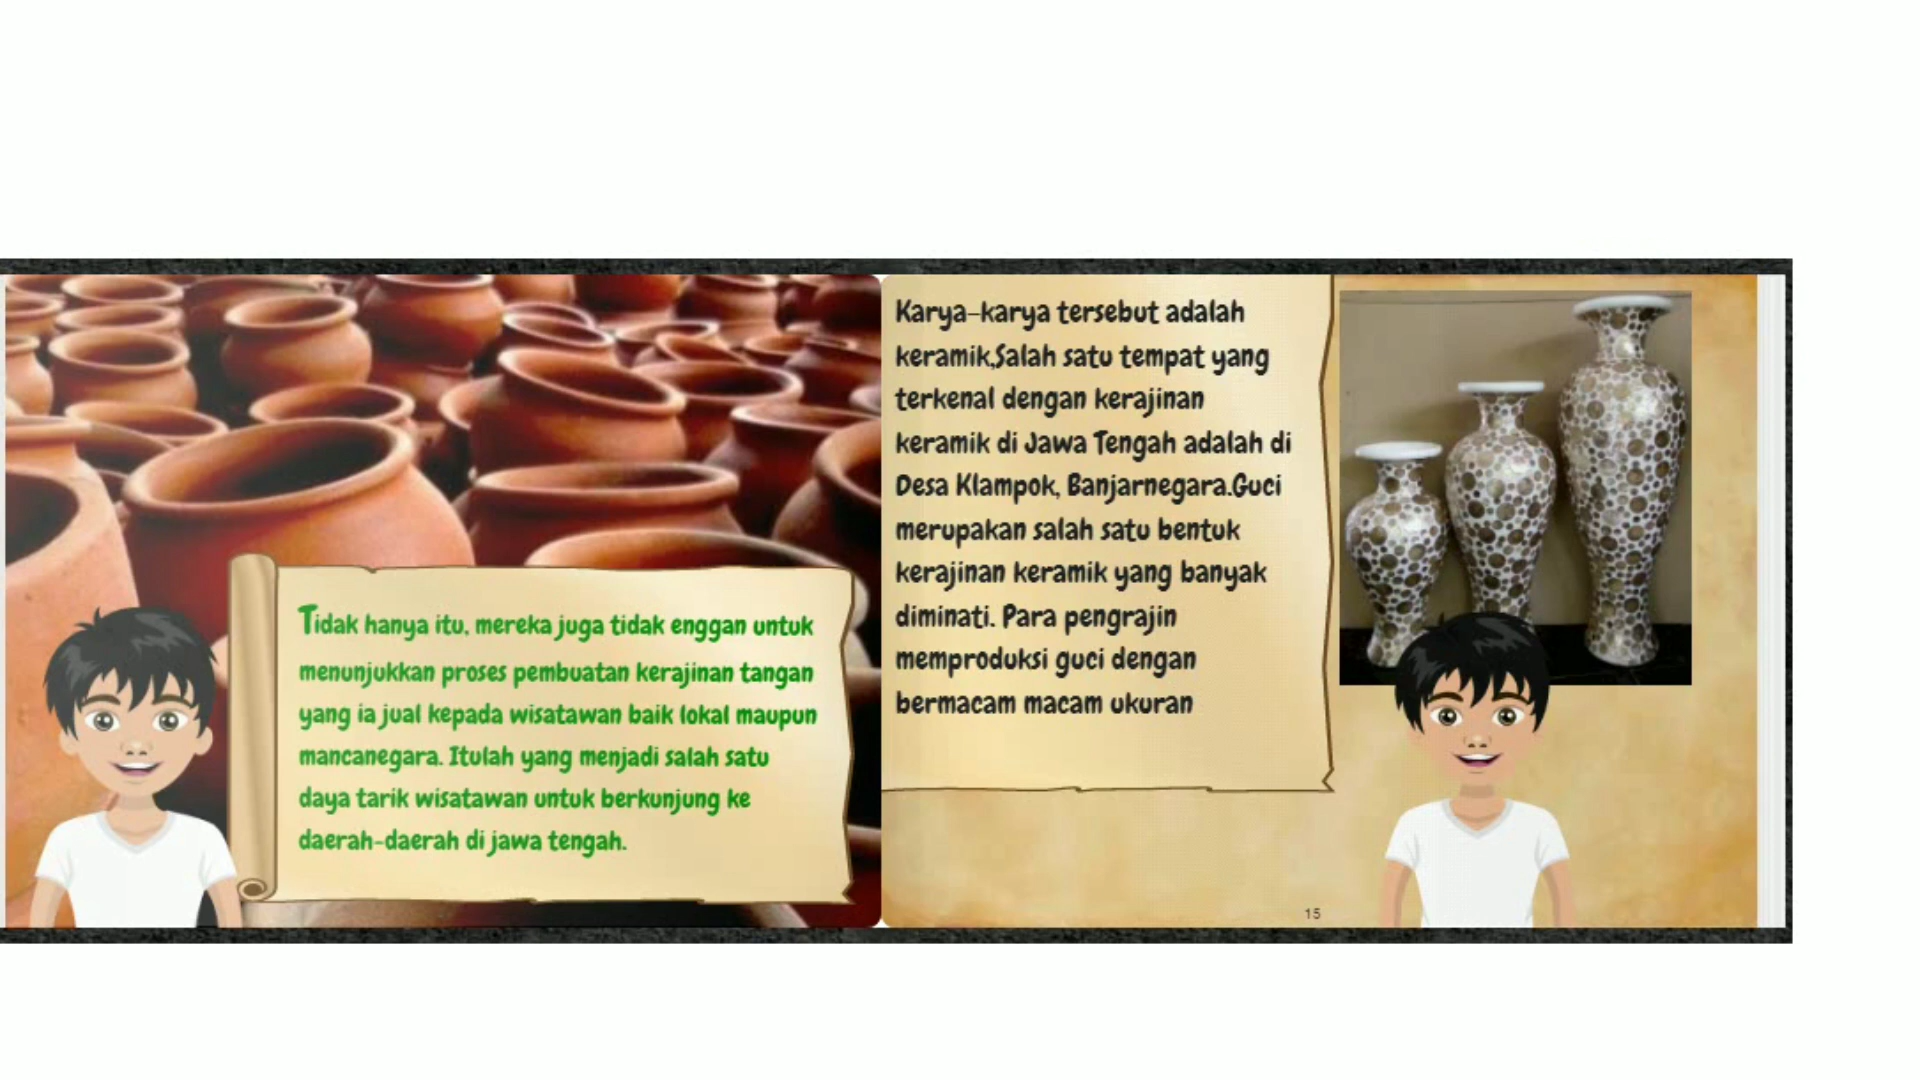 Tidak hanya itu, mereka juga tidak enggan untuk
menunjukkan proses pembuatan kerajinan tangan
yang ia jual kepada wisatawan baik lokal maupun
mancanegara. Itulah yang menjadi salah satu
daya tarik wisatawan untuk berkunjung ke
daerah-daerah di jawa tengah.
Karya-karya tersebut adalah
keramik,Salah satu tempat yang
terkenal dengan kerajinan
keramik di Jawa Tengah adalah di
Desa Klampok, Banjarnegara.Guci
merupakan salah satu bentuk
kerajinan keramik yang banyak
diminati. Para pengrajin
memproduksi guci dengan
bermacam macam ukuran
15